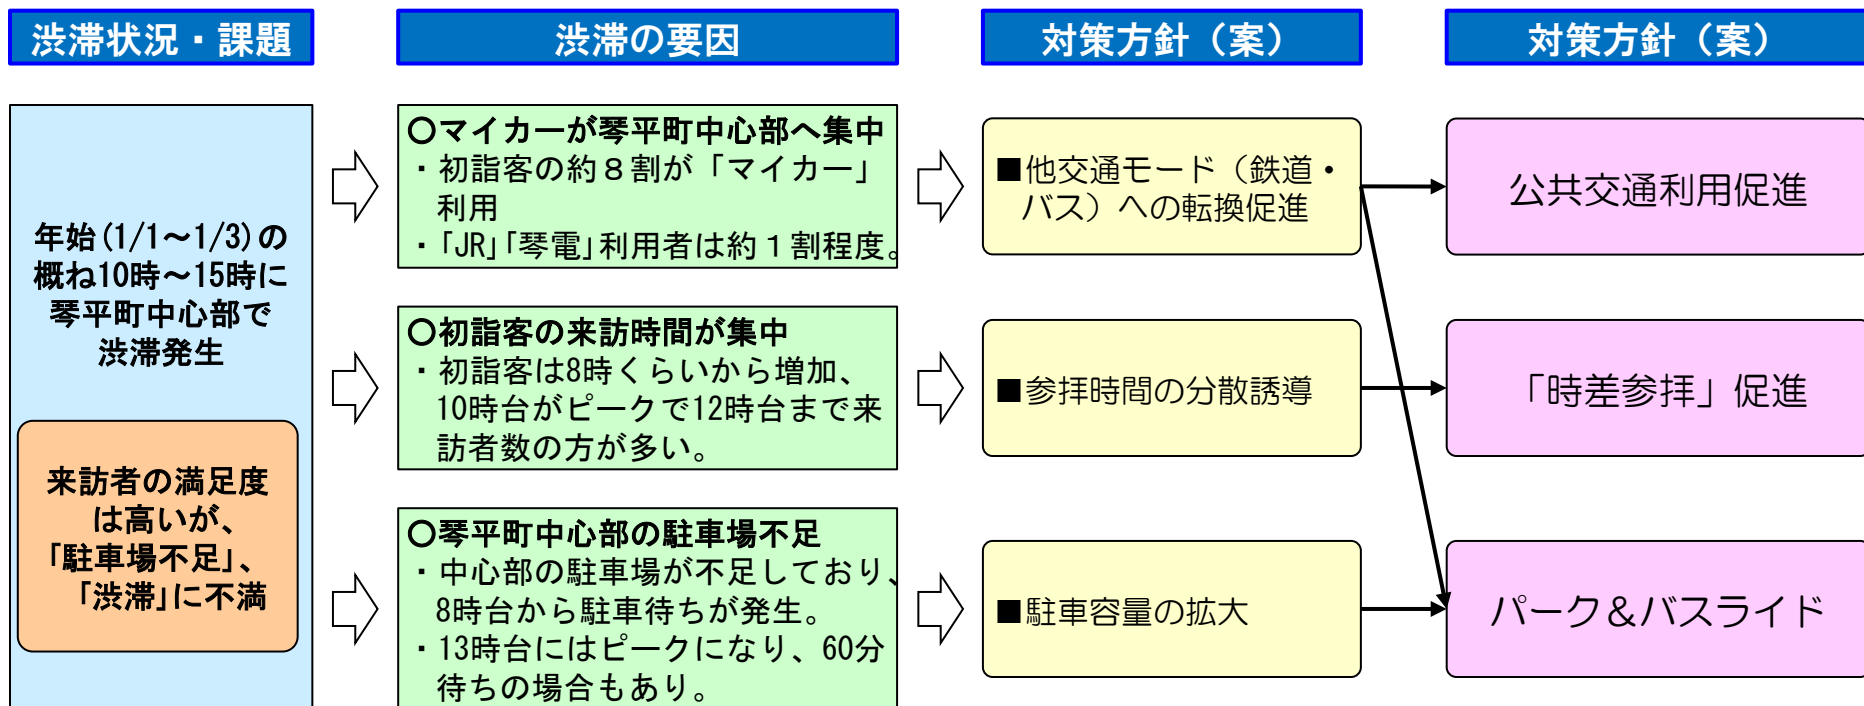 渋滞状況・課題
渋滞の要因
対策方針（案）
対策方針（案）
年始(1/1～1/3)の
概ね10時～15時に
琴平町中心部で
渋滞発生
来訪者の満足度
は高いが、
「駐車場不足」、
「渋滞」に不満
〇マイカーが琴平町中心部へ集中
・初詣客の約８割が「マイカー」
利用
・「JR」「琴電」利用者は約１割程度。
〇初詣客の来訪時間が集中
・初詣客は8時くらいから増加、
10時台がピークで12時台まで来
訪者数の方が多い。
〇琴平町中心部の駐車場不足
・中心部の駐車場が不足しており、
8時台から駐車待ちが発生。
・13時台にはピークになり、60分
待ちの場合もあり。
■他交通モード（鉄道・
バス）への転換促進
■参拝時間の分散誘導
■駐車容量の拡大
公共交通利用促進
「時差参拝」促進
パーク＆バスライド